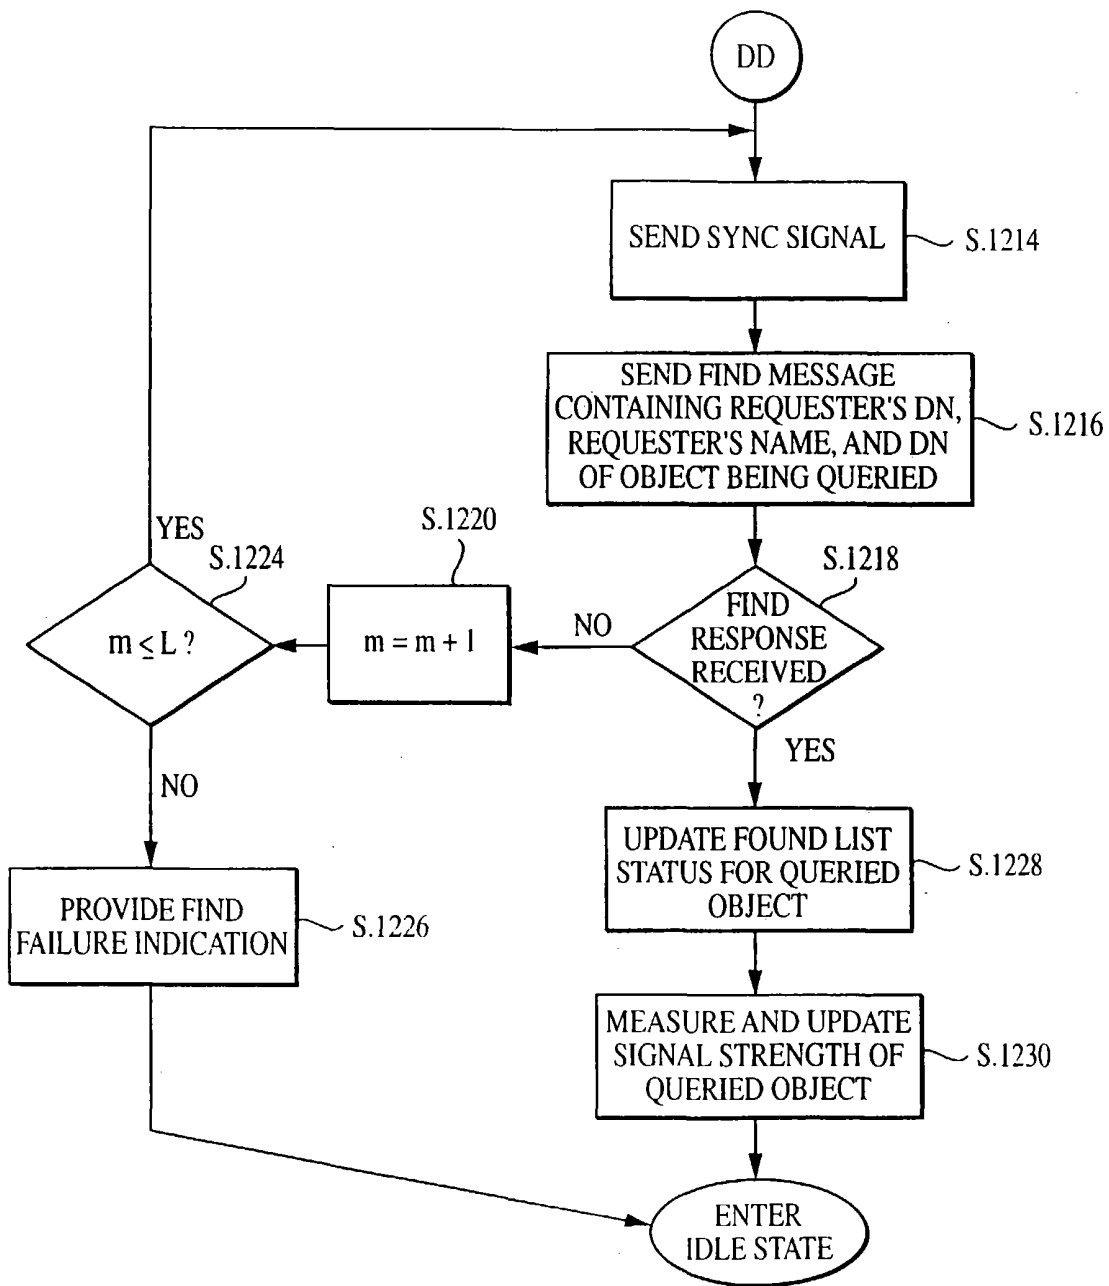 DD
SEND SYNC SIGNAL
S.1214
SEND FIND MESSAGE
CONTAINING REQUESTER'S DN,
REQUESTER'S NAME, AND DN
OF OBJECT BEING QUERIED
S.1216
S.1218
FIND
RESPONSE
RECEIVED
?
NO
YES
S.1220
m = m + 1
S.1224
m ≤ L ?
YES
NO
PROVIDE FIND
FAILURE INDICATION
S.1226
UPDATE FOUND LIST
STATUS FOR QUERIED
OBJECT
S.1228
MEASURE AND UPDATE
SIGNAL STRENGTH OF
QUERIED OBJECT
S.1230
ENTER
IDLE STATE